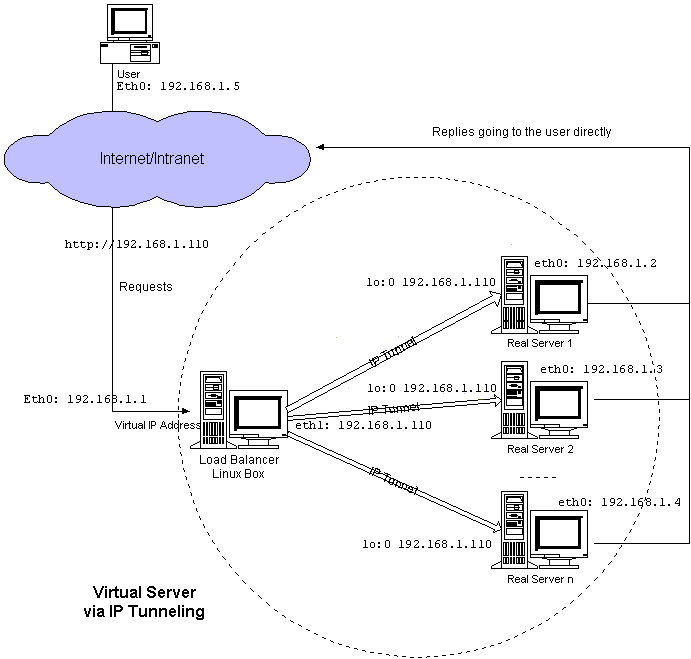 User
Eth0: 192.168.1.5
Replies going to the user directly
Internet/Intranet
http://192.168.1.110
Requests
eth0: 192.168.1.2
lo:0 192.168.1.110
IP Tunnel
Real Server 1
eth0: 192.168.1.3
lo:0 192.168.1.110
Eth0: 192.168.1.1
IP Tunnel
Virtual IP Address
eth1: 192.168.1.110
Real Server 2
Load Balancer
Linux Box
IP Tunnel
eth0: 192.168.1.4
lo:0 192.168.1.110
Real Server n
Virtual Server
via IP Tunneling